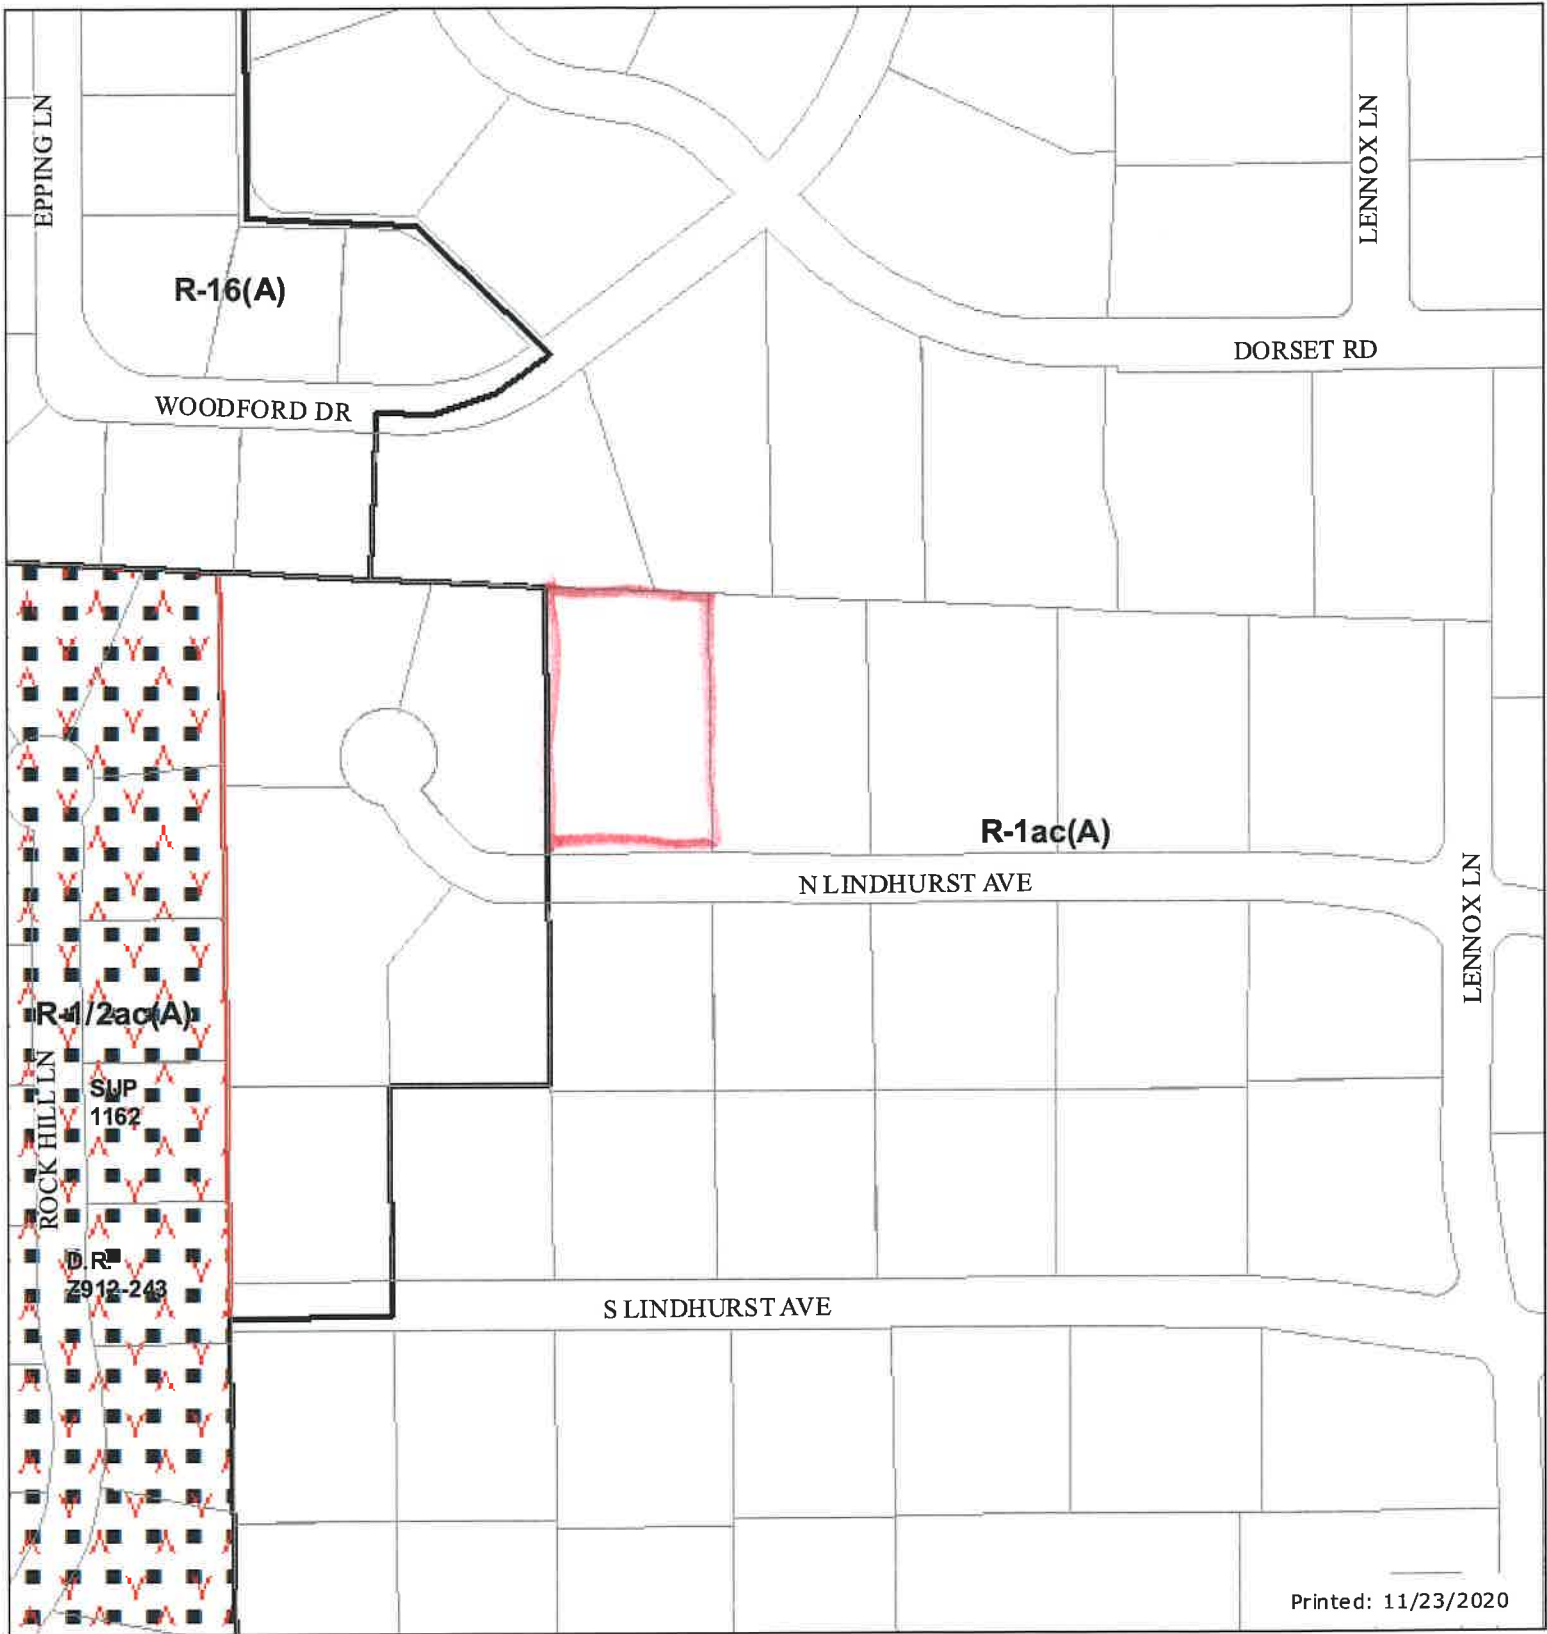 EPPING LN
LENNOX LN
R-16(A)
DORSET RD
WOODFORD DR
R-1ac(A)
N LINDHURST AVE
LENNOX LN
R-1/2ac(A)
SUP
1162
ROCK HILL LN
D.R.
Z912-243
S LINDHURST AVE
Printed: 11/23/2020